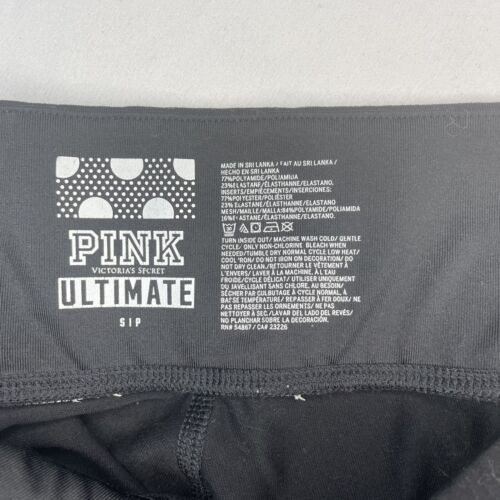 PINK
VICTORIA'S SECRET
ULTIMATE
S|P
MADE IN SRI LANKA / FAIT AU SRI LANKA/
HECHO EN SRI LANKA
77%POLYAMIDE/POLIAMIJA
23%ELASTANE/ÉLASTHANNE/ELASTANO.
INSERTS/EMPIÈCEMENTS/INSERCIONES:
77%POLYESTER/POLIÉSTER
23% ELASTANE/ÉLASTHANNE/ELASTANO
MESH/MAILLE/MALLA:84%POLYAMIDE/POLIAMIDA
16%ELASTANE/ÉLASTHANNE/ELASTANO.
TURN INSIDE OUT/ MACHINE WASH COLD/ GENTLE
CYCLE/ ONLY NON-CHLORINE BLEACH WHEN
NEEDED/TUMBLE DRY NORMAL CYCLE LOW HEAT/
COOL IRON/ DO NOT IRON ON DECORATION/ DO
NOT DRY CLEAN./RETOURNER LE VÊTEMENT À
L'ENVERS/ LAVER À LA MACHINE, À L'EAU
FROIDE/CYCLE DÉLICAT/ UTILISER UNIQUEMENT
DU JAVELLISANT SANS CHLORE, AU BESOIN/
SÉCHER PAR CULBUTAGE À CYCLE NORMAL À
BASSE TEMPÉRATURE/ REPASSER À FER DOUX/ NE
PAS REPASSER LES ORNEMENTS/ NE PAS
NETTOYER À SEC./LAVAR DEL LADO DEL REVÉS/
NO PLANCHAR SOBRE LA DECORACIÓN.
RN# 54867/ CA# 23226